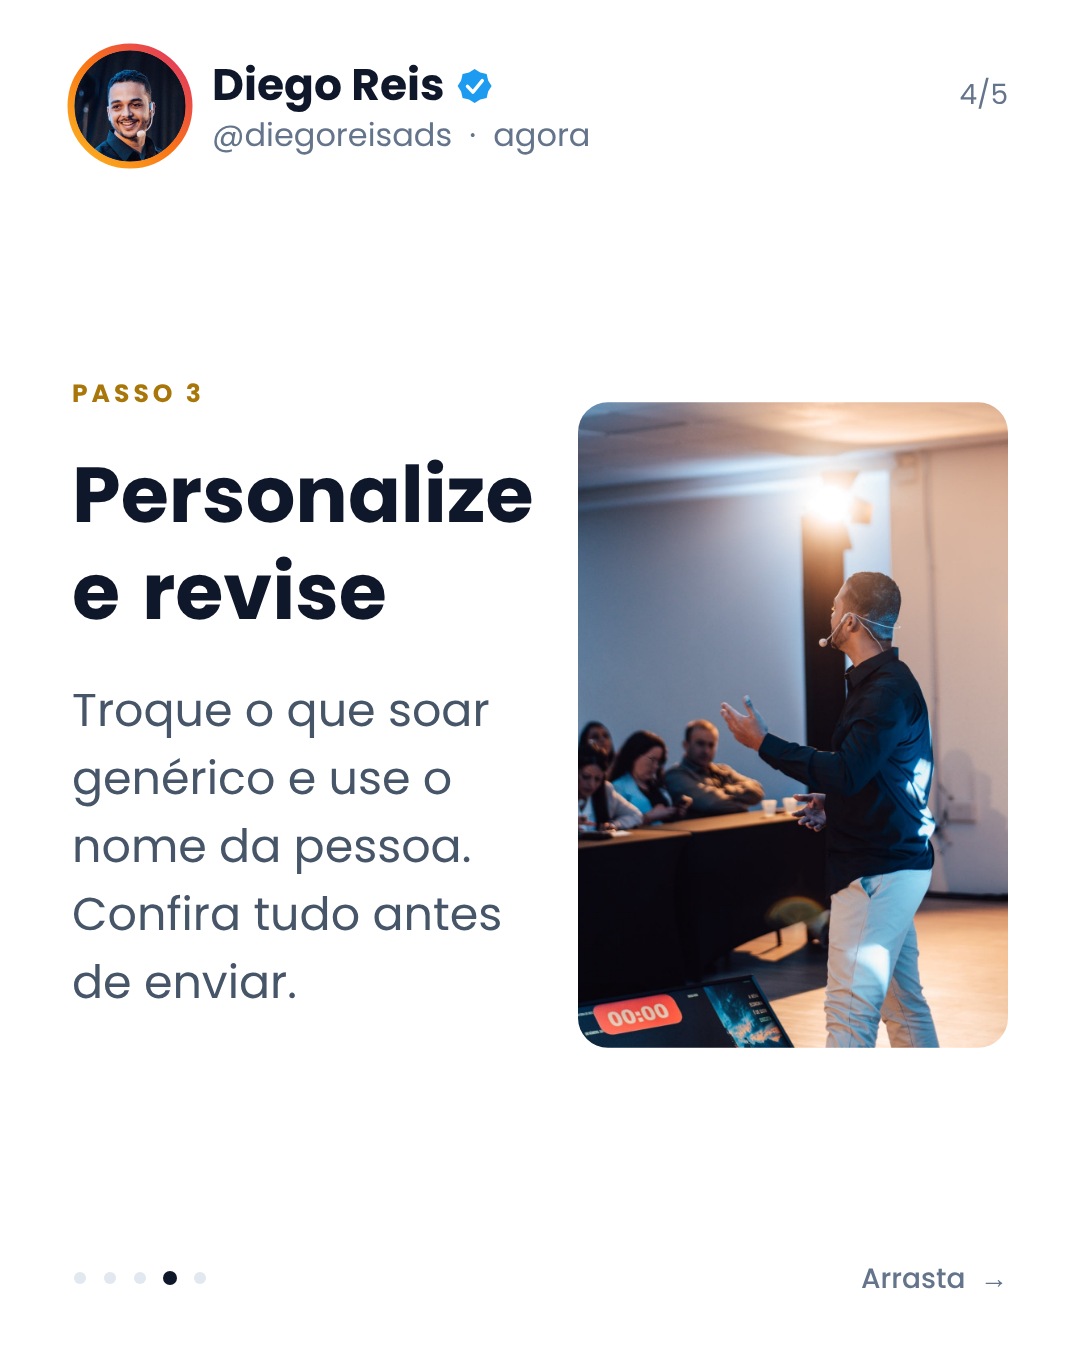 Diego Reis
@diegoreisads · agora
4/5
PASSO 3
Personalize
e revise
Troque o que soar
genérico e use o
nome da pessoa.
Confira tudo antes
de enviar.
00:00
Arrasta →